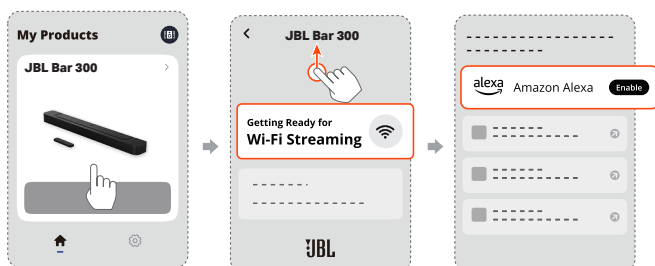 My Products
JBL Bar 300
JBL Bar 300
Getting Ready for
Wi-Fi Streaming
JBL
alexa Amazon Alexa Enable